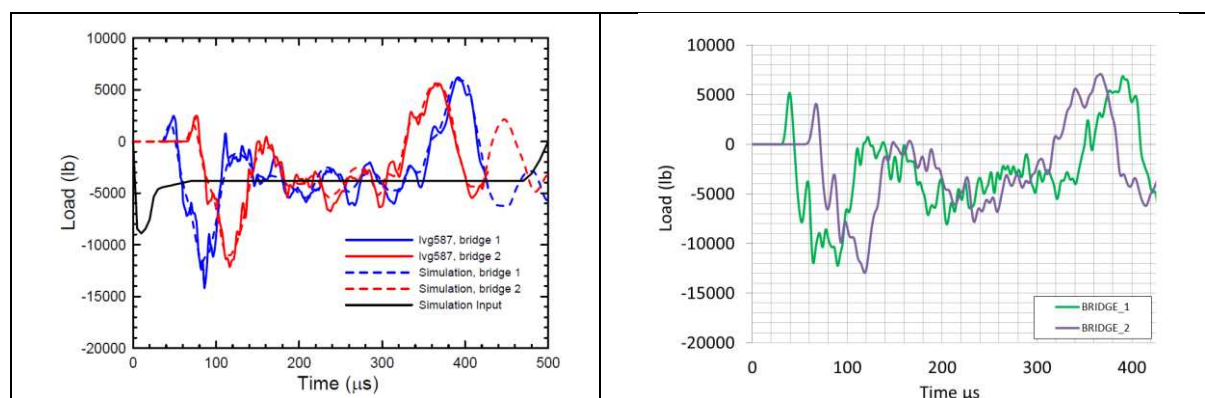 10000
5000
0
-5000
-10000
-15000
-20000
Load (lb)
lvg587, bridge 1
lvg587, bridge 2
Simulation, bridge 1
Simulation, bridge 2
Simulation Input
0 100 200 300 400 500
Time (μs)
10000
5000
0
-5000
-10000
-15000
-20000
Load (lb)
BRIDGE_1
BRIDGE_2
0 100 200 300 400
Time μs